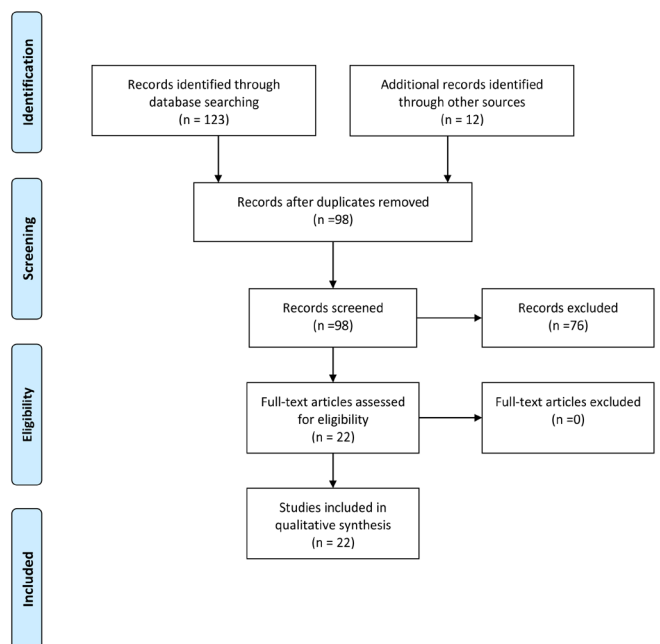 Identification
Records identified through
database searching
(n = 123)
Additional records identified
through other sources
(n = 12)
Screening
Records after duplicates removed
(n =98)
Records screened
(n =98)
Records excluded
(n =76)
Eligibility
Full-text articles assessed
for eligibility
(n = 22)
Full-text articles excluded
(n =0)
Included
Studies included in
qualitative synthesis
(n = 22)